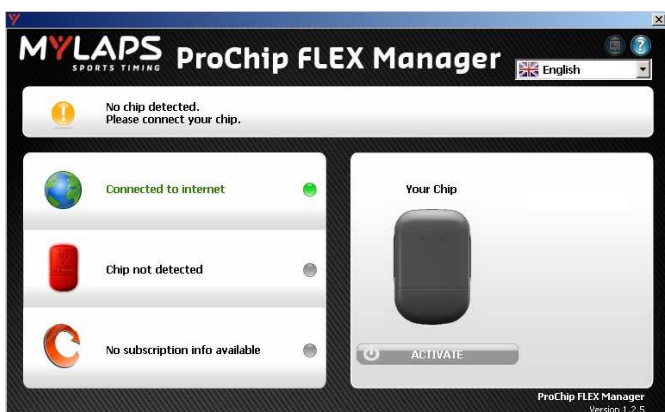 MYLAPS
SPORTS TIMING
ProChip FLEX Manager
English
No chip detected.
Please connect your chip.
Connected to internet
Your Chip
Chip not detected
No subscription info available
ACTIVATE
ProChip FLEX Manager
Version 1.2.5